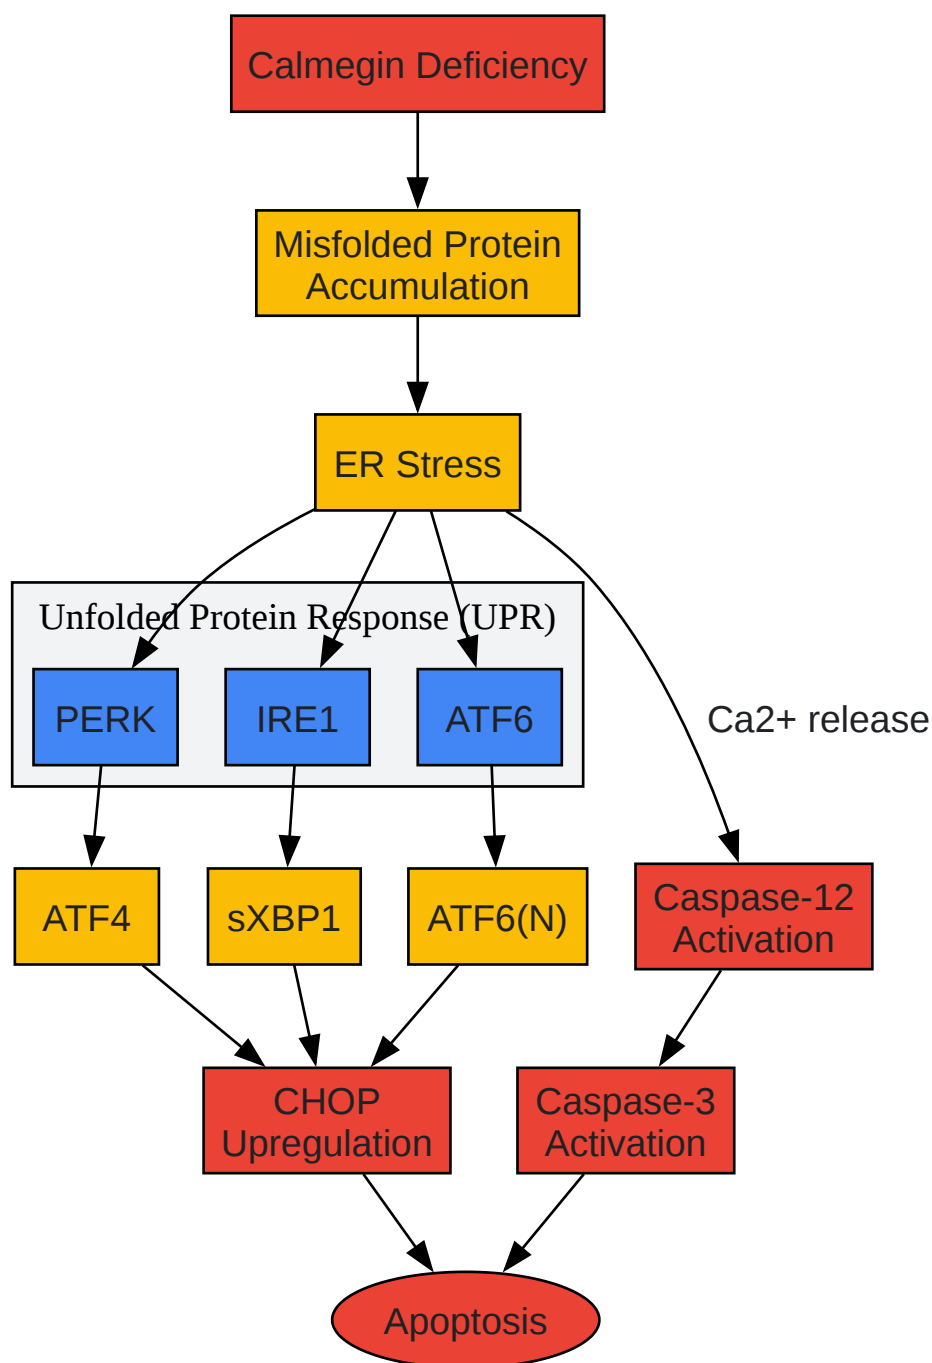 Calmegin Deficiency
Misfolded Protein
Accumulation
ER Stress
Unfolded Protein Response (UPR)
PERK
IRE1
ATF6
Ca2+ release
ATF4
sXBP1
ATF6(N)
Caspase-12
Activation
CHOP
Upregulation
Caspase-3
Activation
Apoptosis